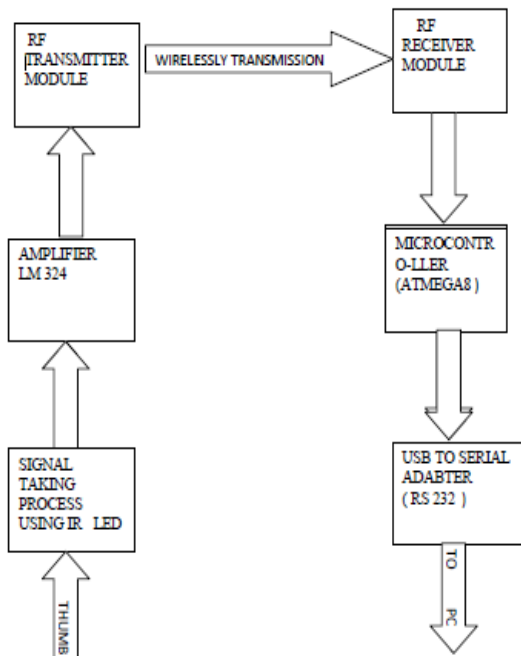 RF
TRANSMITTER
MODULE
WIRELESSLY TRANSMISSION
RF
RECEIVER
MODULE
AMPLIFIER
LM 324
MICROCONTR
O-LLER
(ATMEGA8 )
SIGNAL
TAKING
PROCESS
USING IR LED
USB TO SERIAL
ADABTER
( RS 232 )
THUMB
TO PC